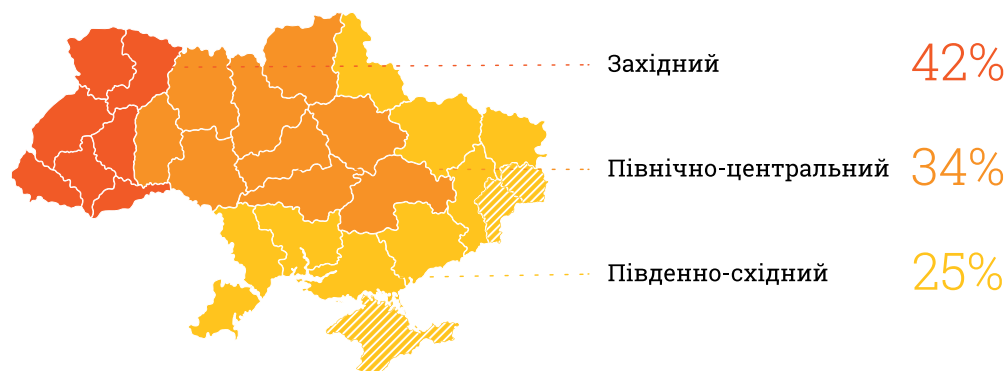 Західний 42%
Північно-центральний 34%
Південно-східний 25%